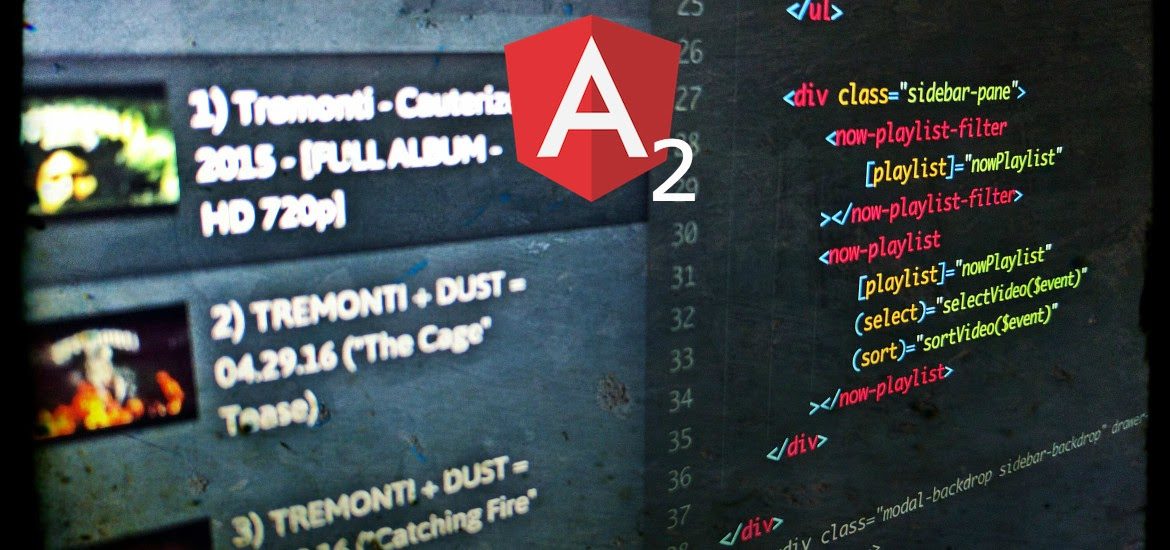 1) Tremonti - Cauterize
2015 - [FULL ALBUM -
HD 720p]
2) TREMONTI + DUST =
04.29.16 ("The Cage"
Tease)
3) TREMONTI + DUST =
("Catching Fire"
A2
25 </ul>
26
27 <div class="sidebar-pane">
28 <now-playlist-filter
29 [playlist]="nowPlaylist"
></now-playlist-filter>
30 <now-playlist
31 [playlist]="nowPlaylist"
32 (select)="selectVideo($event)"
33 (sort)="sortVideo($event)"
34 ></now-playlist>
35 </div>
36
37 </div>
div class="modal-backdrop sidebar-backdrop" drawer-